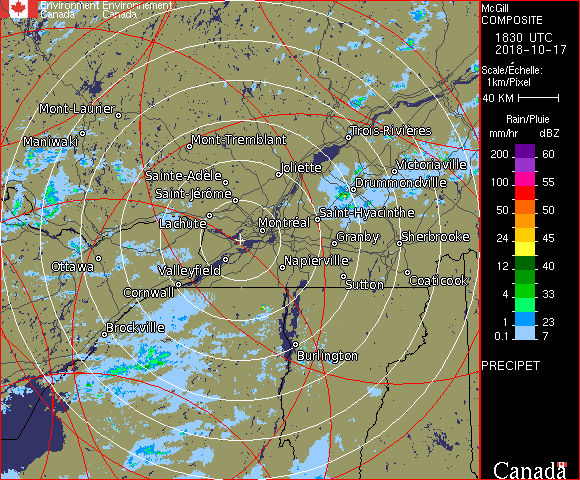 Environment Environnement
Canada Canada
McGill
COMPOSITE
1830 UTC
2018-10-17
Scale/Échelle:
1km/Pixel
40 KM
Rain/Pluie
mm/hr dBZ
200 60
100 55
50 50
24 45
12 40
8 33
4 30
1 23
0.1 7
PRECIPET
Canada
Mont-Laurier
Maniwaki
Mont-Tremblant
Trois-Rivières
Sainte-Adèle
Joliette
Victoriaville
Saint-Jérôme
Drummondville
Lachute
Montréal
Saint-Hyacinthe
Granby
Sherbrooke
Ottawa
Valleyfield
Napierville
Cornwall
Sutton
Coaticook
Brockville
Burlington